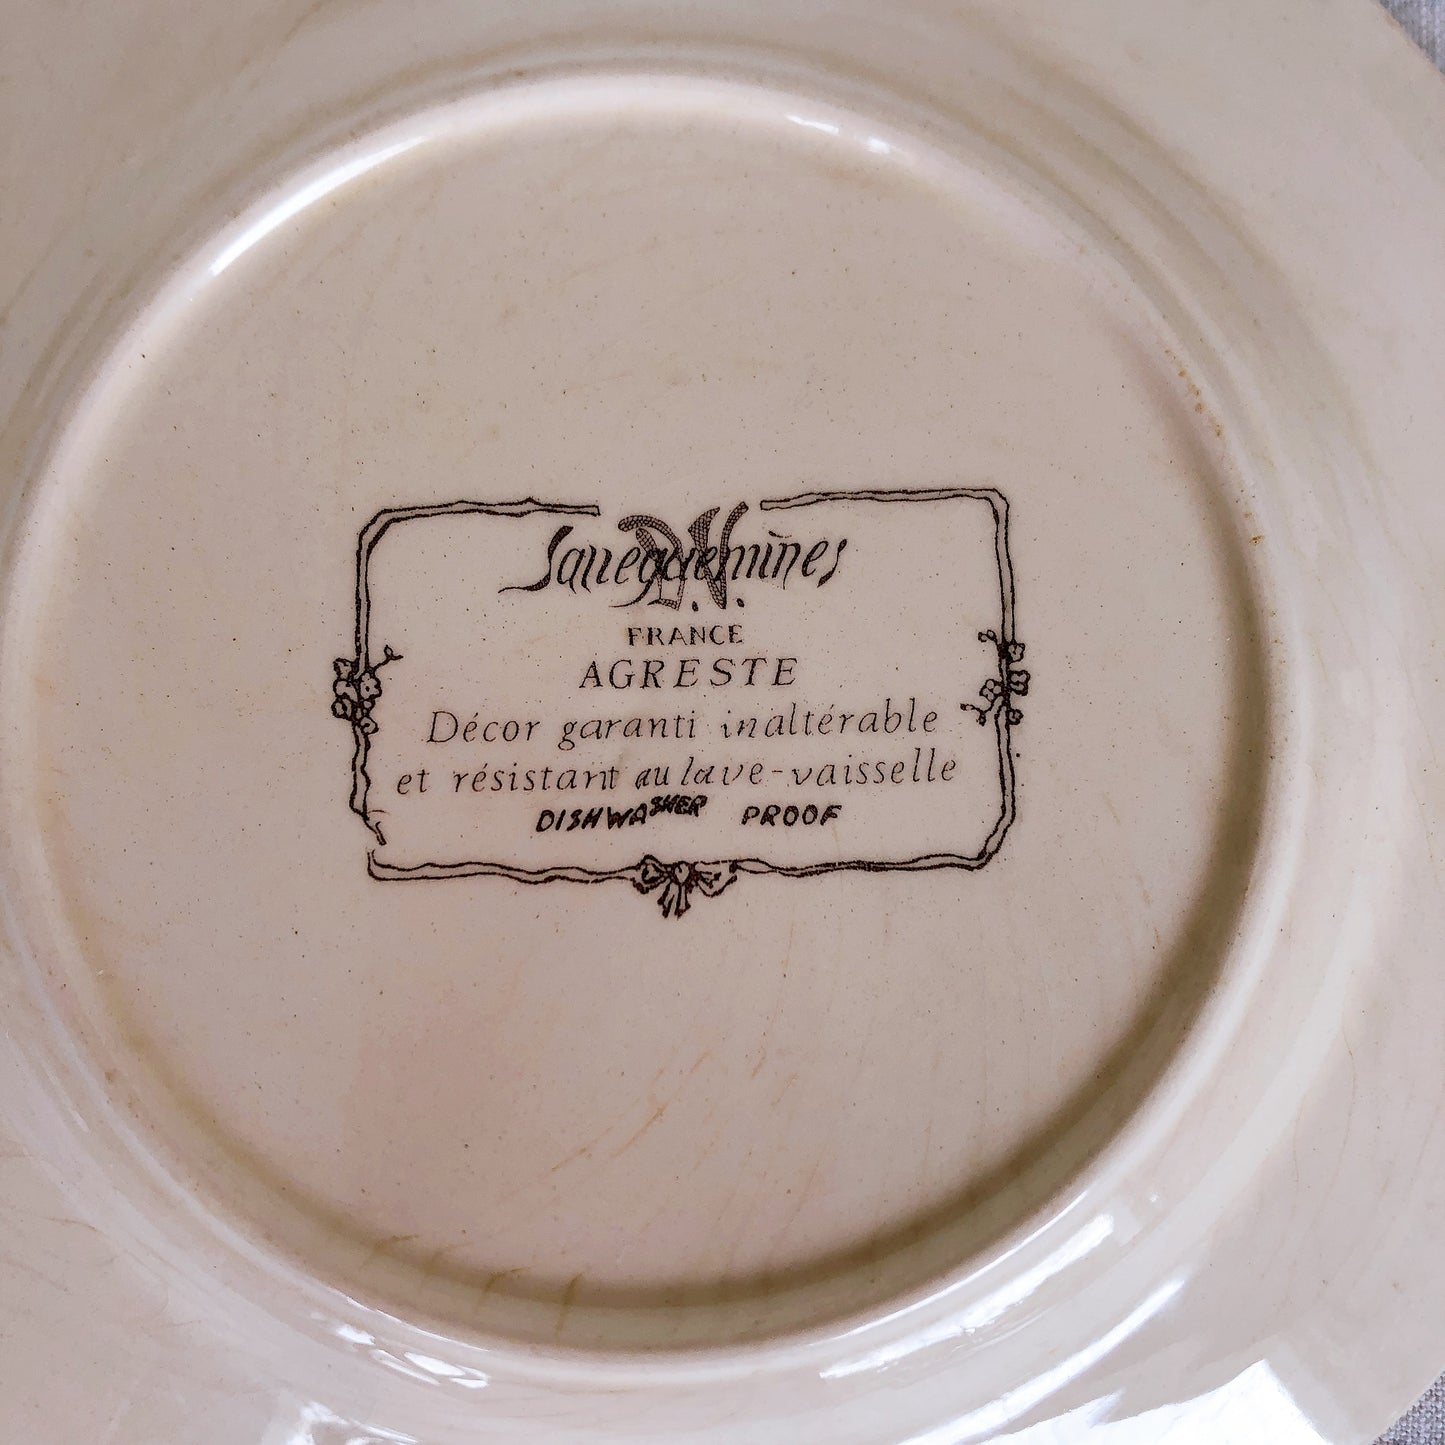 Sarreguemines
D.V.
FRANCE
AGRESTE
Décor garanti inaltérable
et résistant au lave-vaisselle
DISHWASHER PROOF